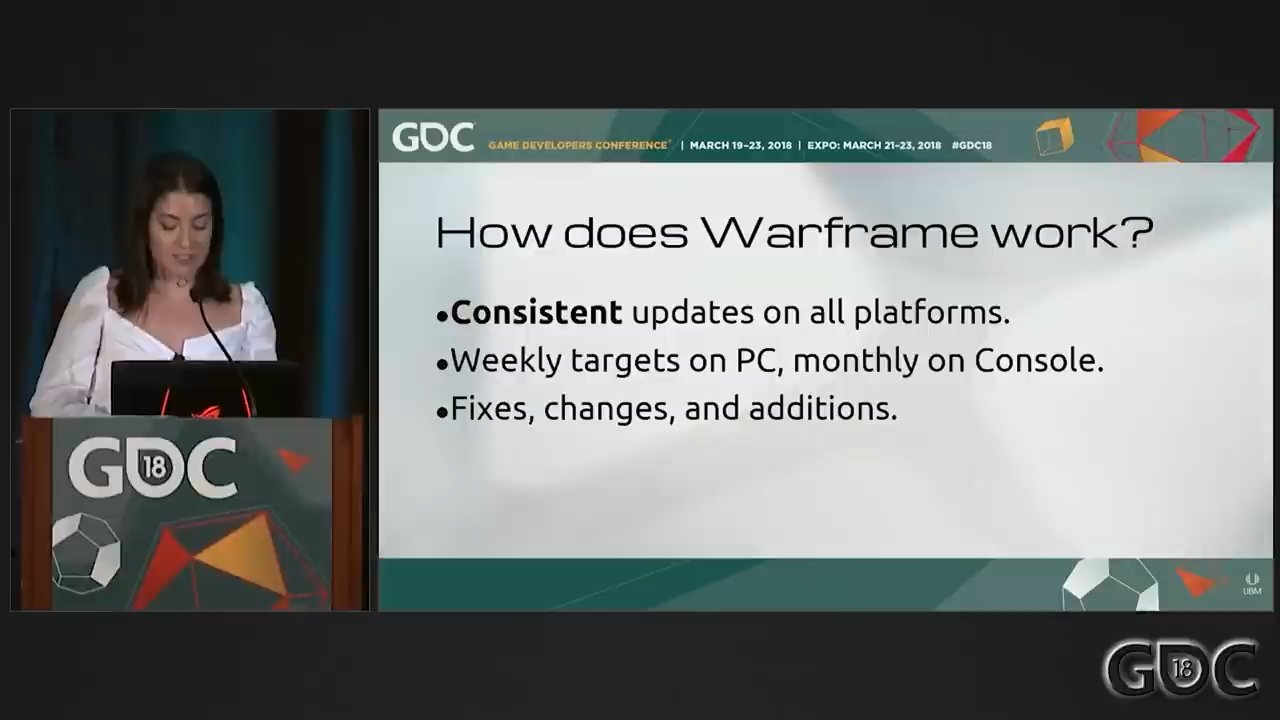 GDC GAME DEVELOPERS CONFERENCE | MARCH 19-23, 2018 | EXPO: MARCH 21-23, 2018 #GDC18
How does Warframe work?
•Consistent updates on all platforms.
•Weekly targets on PC, monthly on Console.
•Fixes, changes, and additions.
GDC 18
UBM
GDC 18